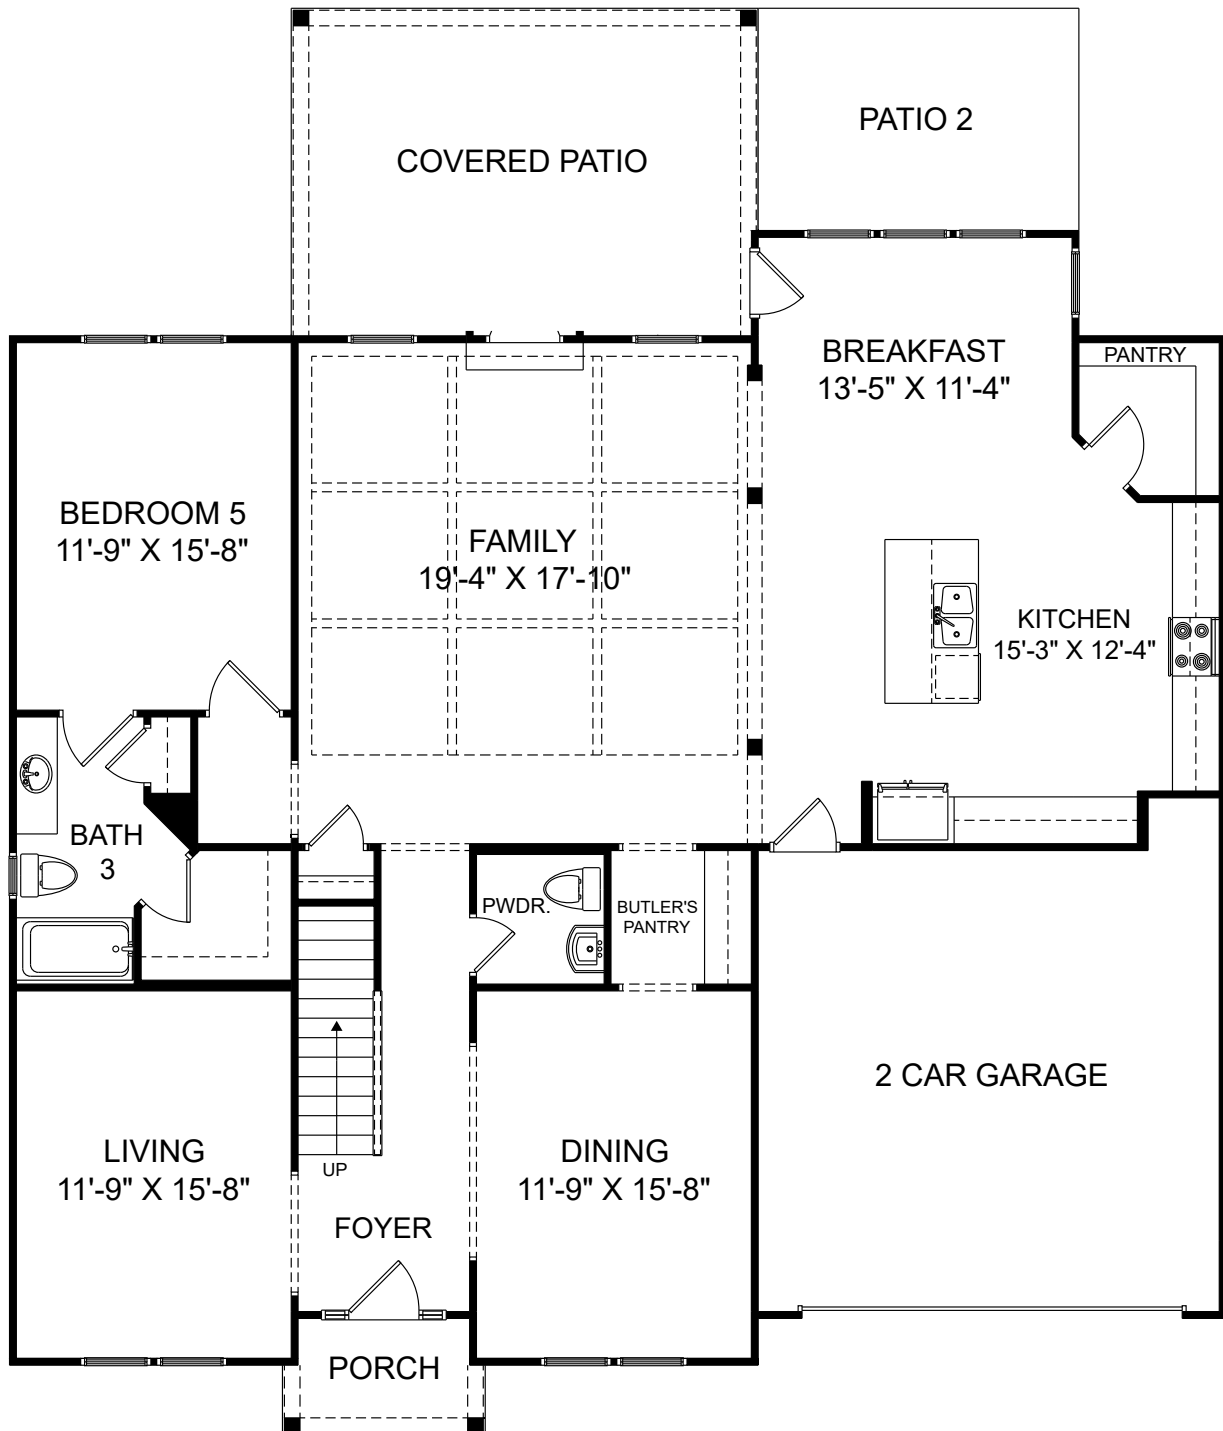 PATIO 2
COVERED PATIO
BREAKFAST
13'-5" X 11'-4"
PANTRY
BEDROOM 5
11'-9" X 15'-8"
FAMILY
19'-4" X 17'-10"
KITCHEN
15'-3" X 12'-4"
BATH
3
PWDR.
BUTLER'S
PANTRY
2 CAR GARAGE
LIVING
11'-9" X 15'-8"
UP
DINING
11'-9" X 15'-8"
FOYER
PORCH